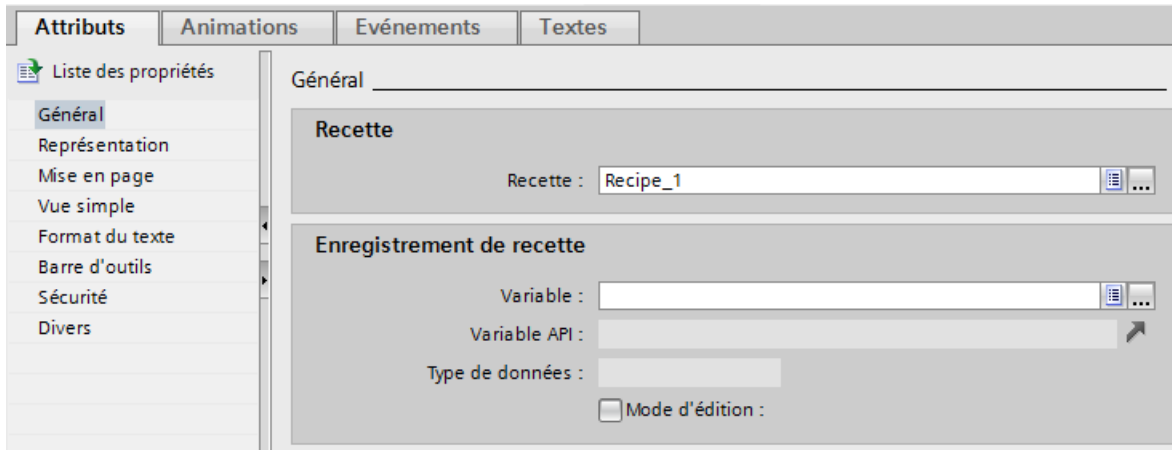 Attributs Animations Evénements Textes
Liste des propriétés
Général
Représentation
Mise en page
Vue simple
Format du texte
Barre d'outils
Sécurité
Divers
Général
Recette
Recette : Recipe_1
Enregistrement de recette
Variable :
Variable API :
Type de données :
Mode d'édition :